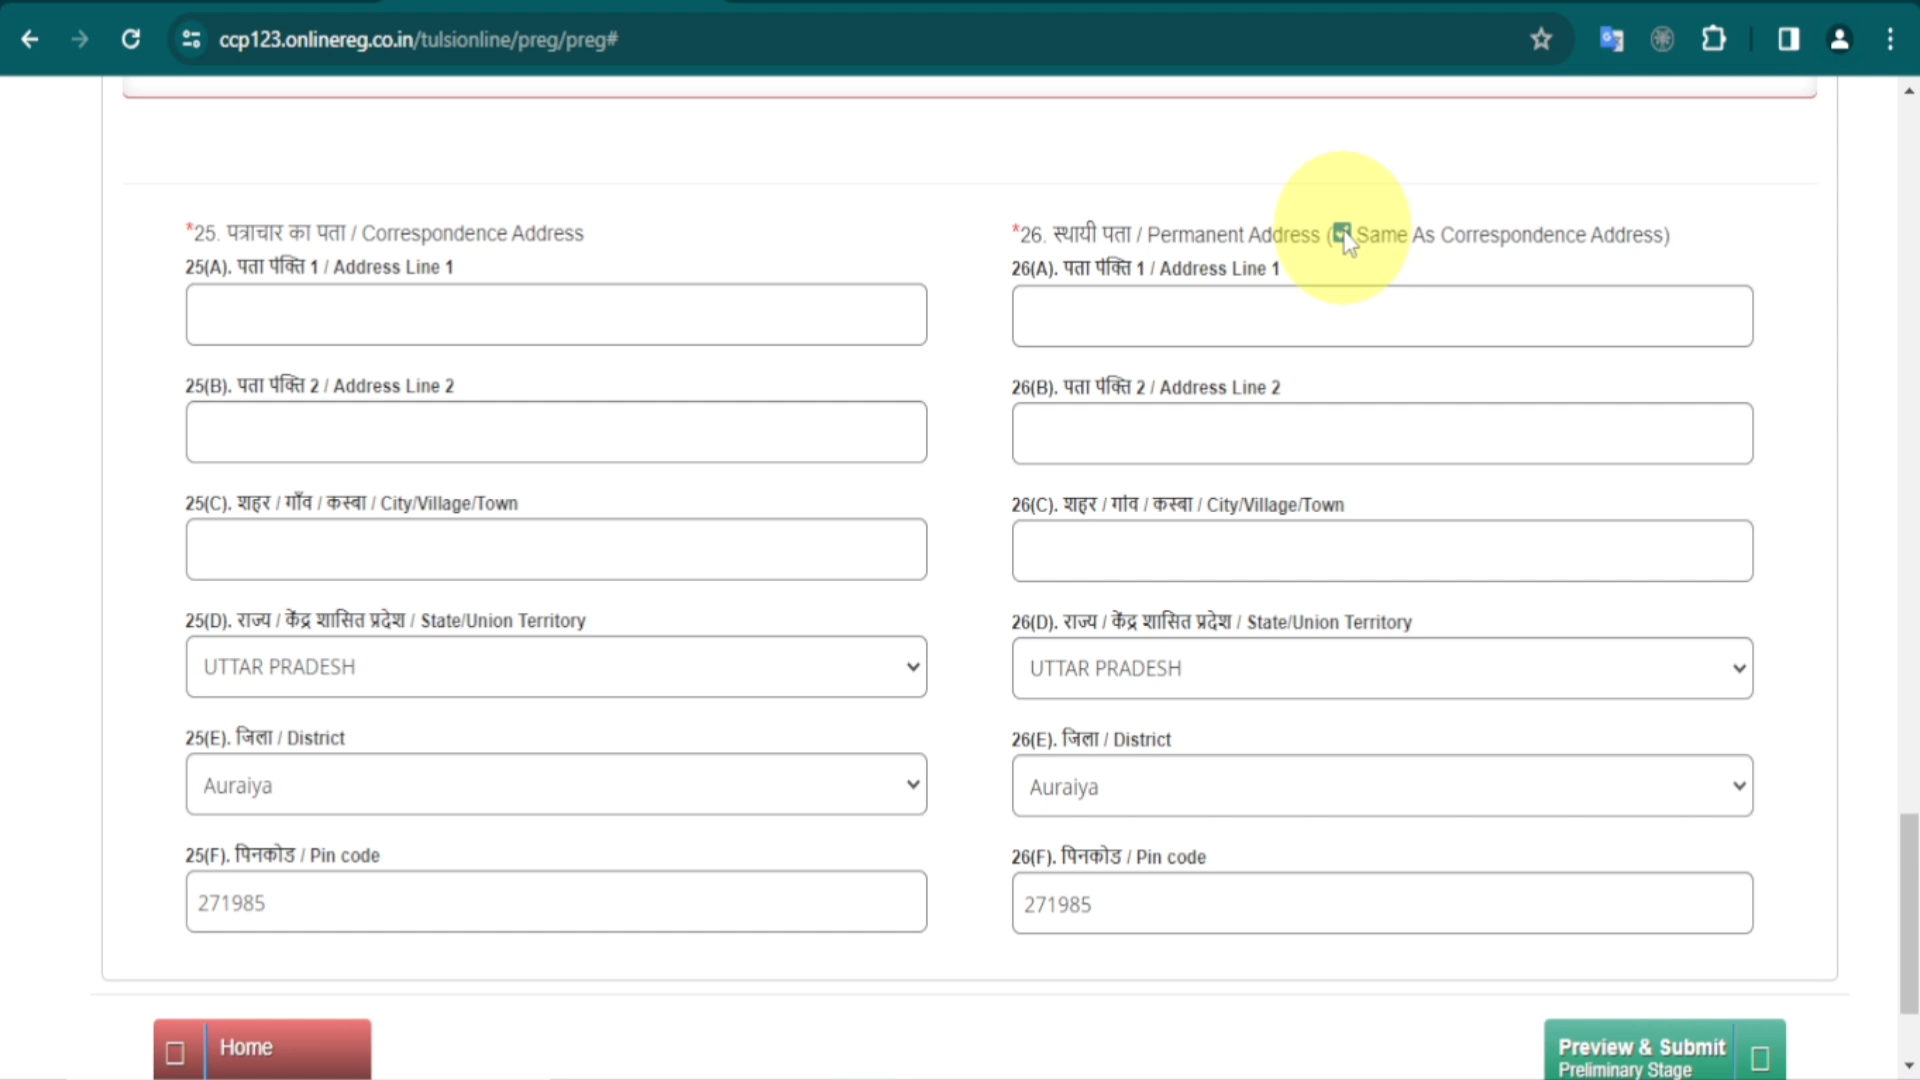 ccp123.onlinereg.co.in/tulsionline/preg/preg#
*25. पत्राचार का पता / Correspondence Address
25(A). पता पंक्ति 1 / Address Line 1
25(B). पता पंक्ति 2 / Address Line 2
25(C). शहर / गाँव / कस्बा / City/Village/Town
25(D). राज्य / केंद्र शासित प्रदेश / State/Union Territory
UTTAR PRADESH
25(E). जिला / District
Auraiya
25(F). पिनकोड / Pin code
271985
*26. स्थायी पता / Permanent Address ( Same As Correspondence Address)
26(A). पता पंक्ति 1 / Address Line 1
26(B). पता पंक्ति 2 / Address Line 2
26(C). शहर / गांव / कस्बा / City/Village/Town
26(D). राज्य / केंद्र शासित प्रदेश / State/Union Territory
UTTAR PRADESH
26(E). जिला / District
Auraiya
26(F). पिनकोड / Pin code
271985
Home
Preview & Submit
Preliminary Stage